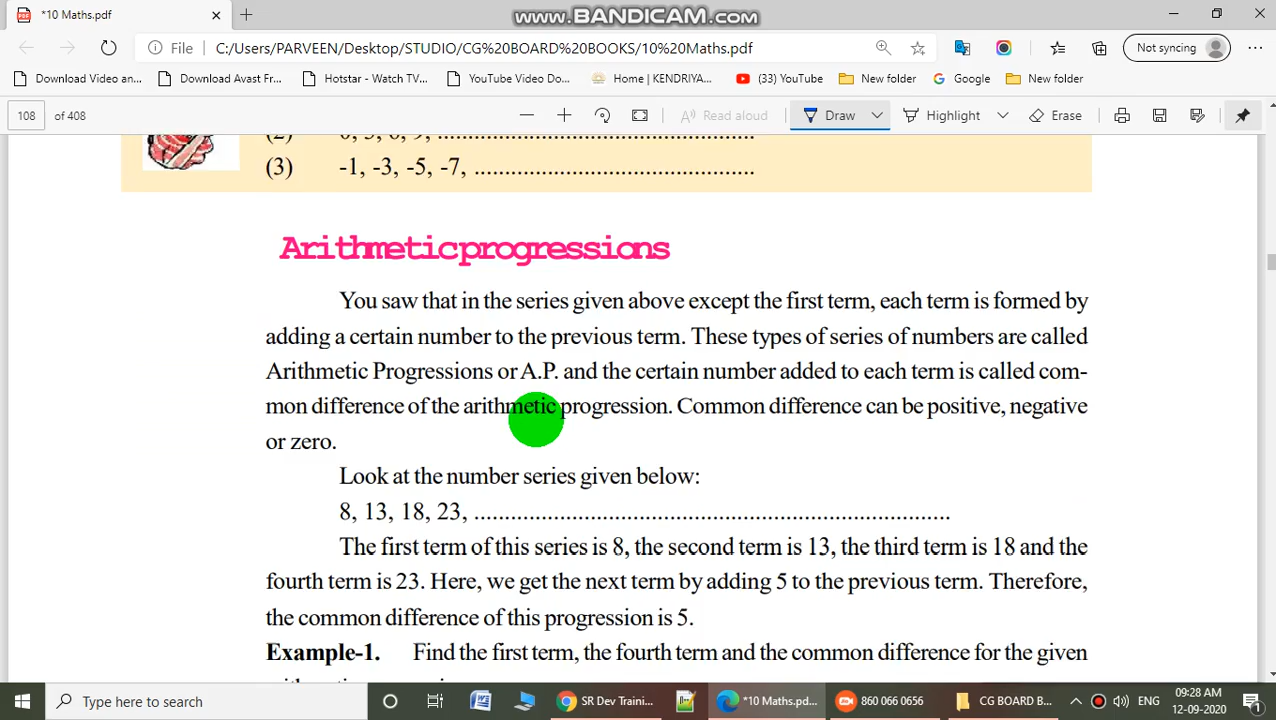 *10 Maths.pdf
www.BANDICAM.com
File C:/Users/PARVEEN/Desktop/STUDIO/CG%20BOARD%20BOOKS/10%20Maths.pdf
Not syncing
Download Video an... Download Avast Fr... Hotstar - Watch TV... YouTube Video Do... Home | KENDRIYA... (33) YouTube New folder Google New folder
108 of 408 Read aloud Draw Highlight Erase
(3) -1, -3, -5, -7, ..............................................
Arithmetic progressions
You saw that in the series given above except the first term, each term is formed by
adding a certain number to the previous term. These types of series of numbers are called
Arithmetic Progressions or A.P. and the certain number added to each term is called com-
mon difference of the arithmetic progression. Common difference can be positive, negative
or zero.
Look at the number series given below:
8, 13, 18, 23, .............................................................................
The first term of this series is 8, the second term is 13, the third term is 18 and the
fourth term is 23. Here, we get the next term by adding 5 to the previous term. Therefore,
the common difference of this progression is 5.
Example-1. Find the first term, the fourth term and the common difference for the given
Type here to search
SR Dev Traini...
*10 Maths.pd...
860 066 0656
CG BOARD B...
ENG
09:28 AM
12-09-2020
1